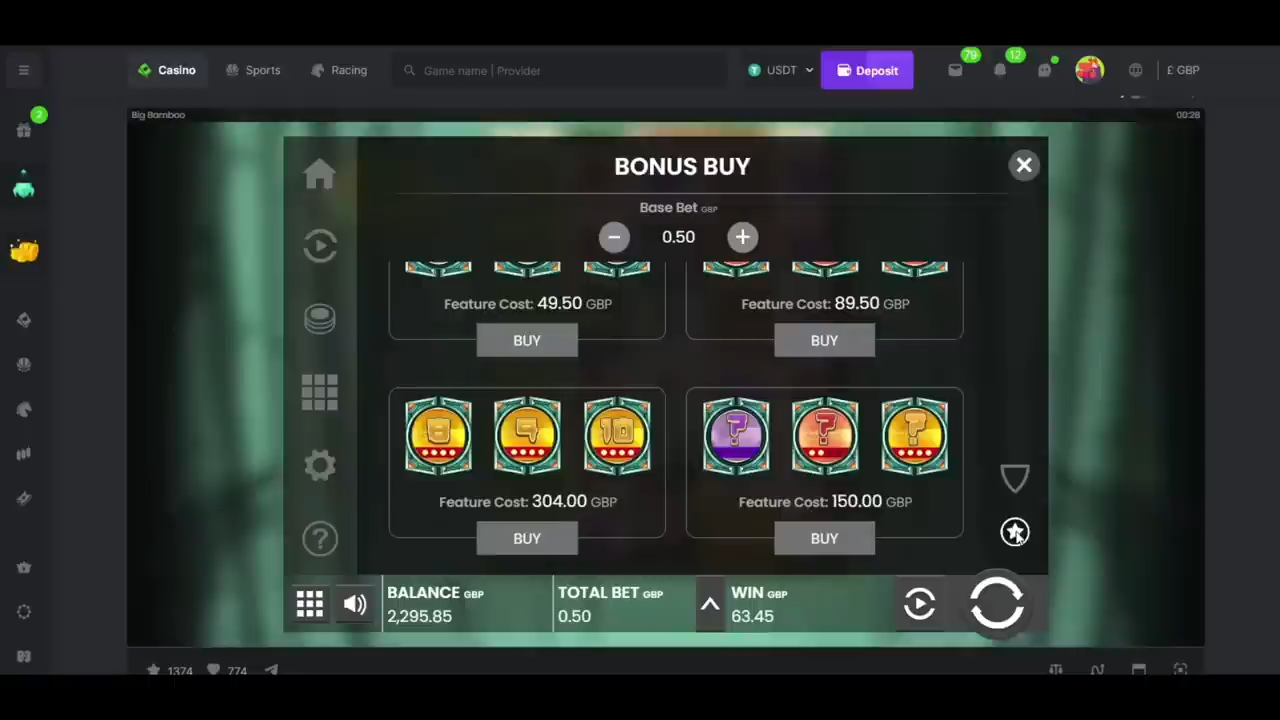 Casino Sports Racing Game name | Provider USDT Deposit 79 12 £ GBP
2
Big Bamboo 00:28
BONUS BUY
Base Bet GBP
0.50
Feature Cost: 49.50 GBP Feature Cost: 89.50 GBP
BUY BUY
8 9 10 ? ? ?
Feature Cost: 304.00 GBP Feature Cost: 150.00 GBP
BUY BUY
BALANCE GBP TOTAL BET GBP WIN GBP
2,295.85 0.50 63.45
1374 774